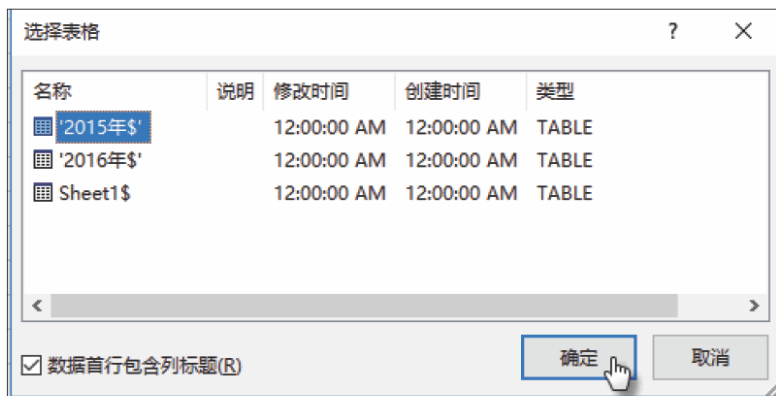 选择表格 ?
名称 说明 修改时间 创建时间 类型
'2015年$' 12:00:00 AM 12:00:00 AM TABLE
'2016年$' 12:00:00 AM 12:00:00 AM TABLE
Sheet1$ 12:00:00 AM 12:00:00 AM TABLE
数据首行包含列标题(R) 确定 取消